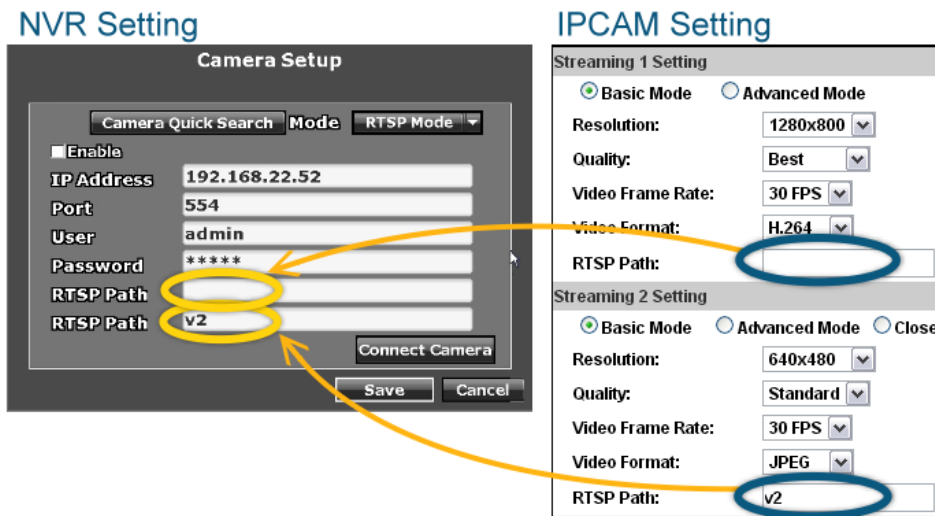 NVR Setting
Camera Setup
Camera Quick Search Mode RTSP Mode
Enable
IP Address 192.168.22.52
Port 554
User admin
Password *****
RTSP Path
RTSP Path v2
Connect Camera
Save Cancel
IPCAM Setting
Streaming 1 Setting
Basic Mode Advanced Mode
Resolution: 1280x800
Quality: Best
Video Frame Rate: 30 FPS
Video Format: H.264
RTSP Path:
Streaming 2 Setting
Basic Mode Advanced Mode Close
Resolution: 640x480
Quality: Standard
Video Frame Rate: 30 FPS
Video Format: JPEG
RTSP Path: v2